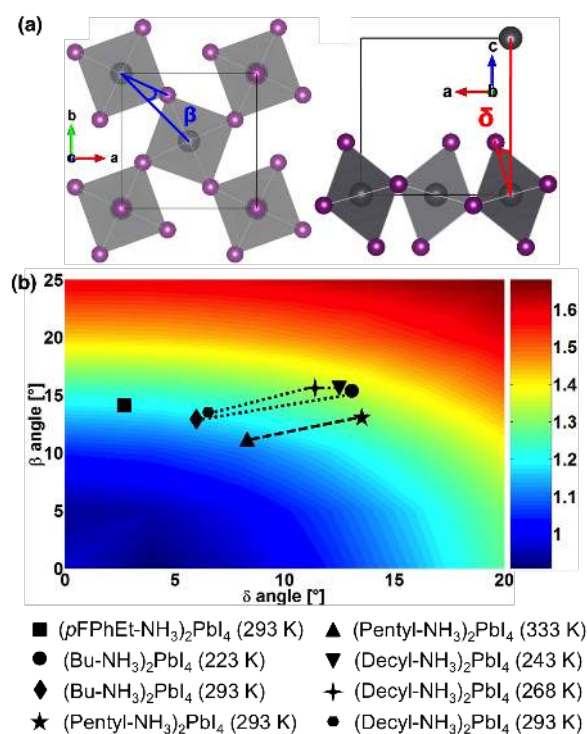 (a)
β
b
a
c
a
b
δ
(b)
25
20
15
10
5
0
β angle [°]
0
5
10
15
20
δ angle [°]
1.6
1.5
1.4
1.3
1.2
1.1
1
(pFPhEt-NH₃)₂PbI₄ (293 K)
(Bu-NH₃)₂PbI₄ (223 K)
(Bu-NH₃)₂PbI₄ (293 K)
(Pentyl-NH₃)₂PbI₄ (293 K)
(Pentyl-NH₃)₂PbI₄ (333 K)
(Decyl-NH₃)₂PbI₄ (243 K)
(Decyl-NH₃)₂PbI₄ (268 K)
(Decyl-NH₃)₂PbI₄ (293 K)